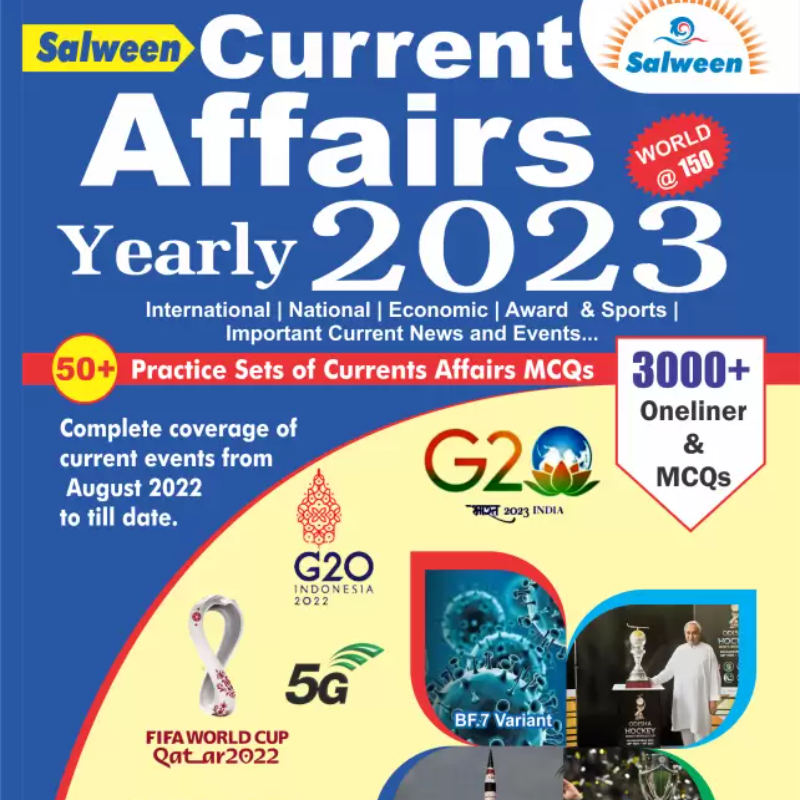 Salween
Current
Affairs
Yearly 2023
Salween
WORLD
@ 150
International | National | Economic | Award & Sports |
Important Current News and Events...
50+ Practice Sets of Currents Affairs MCQs
3000+
Oneliner
&
MCQs
Complete coverage of
current events from
August 2022
to till date.
G20
भारत 2023 INDIA
G20
INDONESIA
2022
5G
FIFA WORLD CUP
Qatar2022
BF.7 Variant
ODISHA
HOCKEY